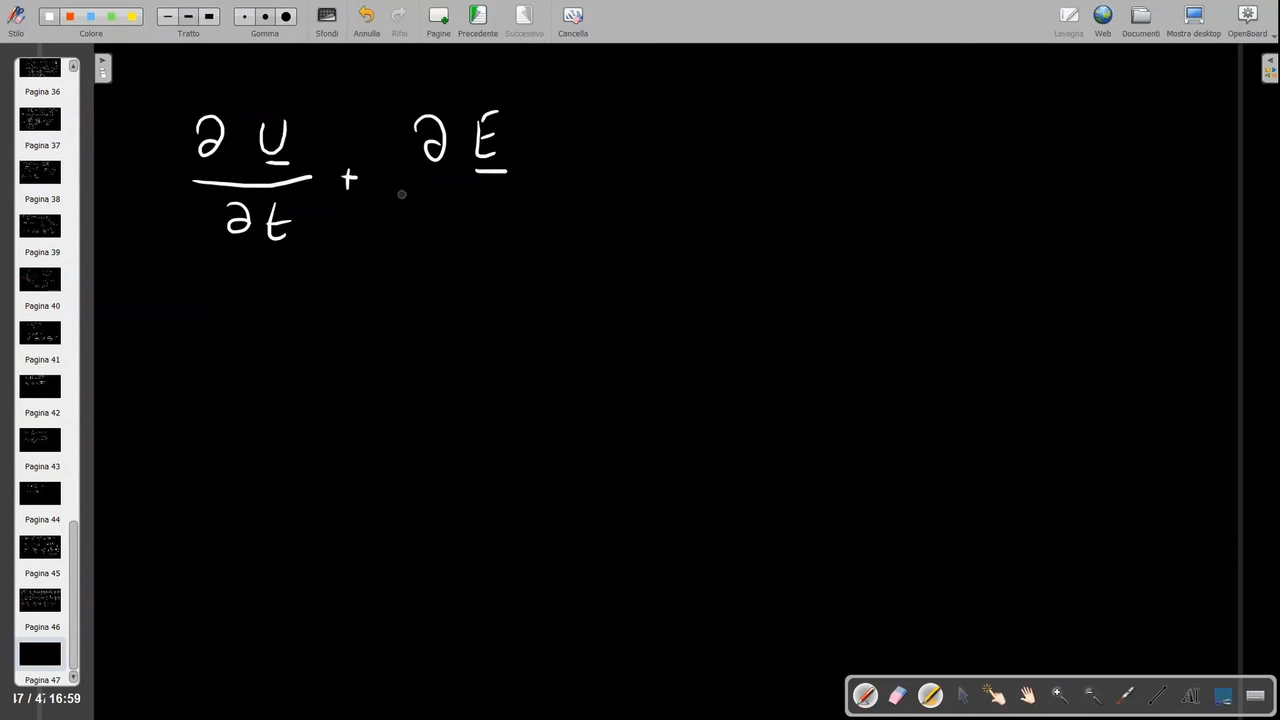 Stilo Colore Tratto Gomma Sfondi Annulla Rifai Pagine Precedente Successivo Cancella Lavagna Web Documenti Mostra desktop OpenBoard
Pagina 36
Pagina 37
Pagina 38
Pagina 39
Pagina 40
Pagina 41
Pagina 42
Pagina 43
Pagina 44
Pagina 45
Pagina 46
Pagina 47
47 / 47 16:59
∂ U ∂ E
+
∂ t